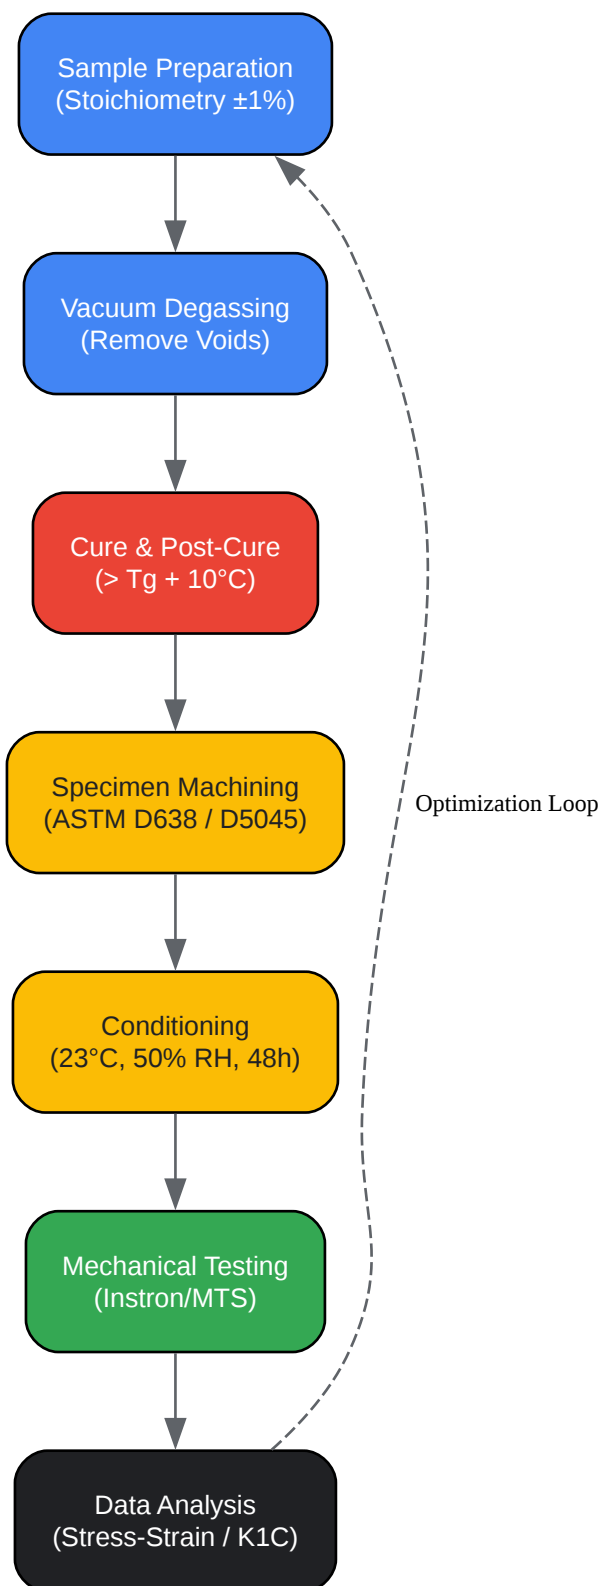 Sample Preparation
(Stoichiometry ±1%)
Vacuum Degassing
(Remove Voids)
Cure & Post-Cure
(> Tg + 10°C)
Specimen Machining
(ASTM D638 / D5045)
Optimization Loop
Conditioning
(23°C, 50% RH, 48h)
Mechanical Testing
(Instron/MTS)
Data Analysis
(Stress-Strain / K1C)